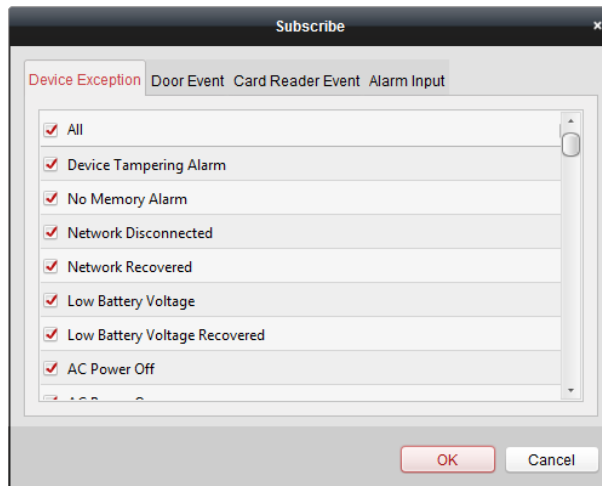 Subscribe
Device Exception Door Event Card Reader Event Alarm Input
All
Device Tampering Alarm
No Memory Alarm
Network Disconnected
Network Recovered
Low Battery Voltage
Low Battery Voltage Recovered
AC Power Off
OK Cancel